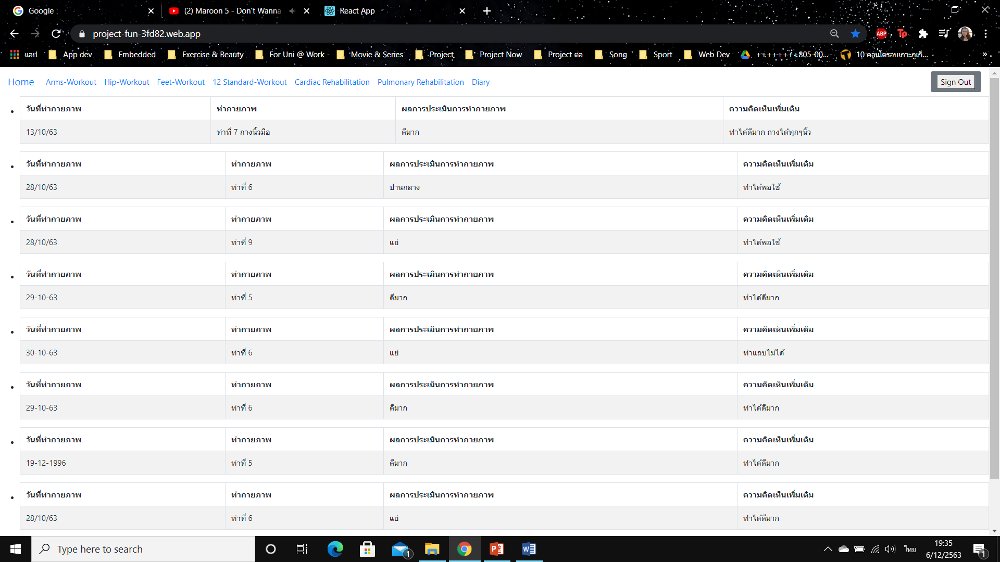 Google
(2) Maroon 5 - Don't Wanna
React App
project-fun-3fd82.web.app
ABP
Tp
แอป App dev Embedded Exercise & Beauty For Uni @ Work Movie & Series Project Project Now Project ต่อ Song Sport Web Dev +++++++805-00... 10 คอนโดรอบเกาะภูเก็... »
Home Arms-Workout Hip-Workout Feet-Workout 12 Standard-Workout Cardiac Rehabilitation Pulmonary Rehabilitation Diary Sign Out
วันที่ทำกายภาพ ท่ากายภาพ ผลการประเมินการทำกายภาพ ความคิดเห็นเพิ่มเติม
13/10/63 ท่าที่ 7 กางนิ้วมือ ดีมาก ทำได้ดีมาก กางได้ทุกๆนิ้ว
วันที่ทำกายภาพ ท่ากายภาพ ผลการประเมินการทำกายภาพ ความคิดเห็นเพิ่มเติม
28/10/63 ท่าที่ 6 ปานกลาง ทำได้พอใช้
วันที่ทำกายภาพ ท่ากายภาพ ผลการประเมินการทำกายภาพ ความคิดเห็นเพิ่มเติม
28/10/63 ท่าที่ 9 แย่ ทำได้พอใช้
วันที่ทำกายภาพ ท่ากายภาพ ผลการประเมินการทำกายภาพ ความคิดเห็นเพิ่มเติม
29-10-63 ท่าที่ 5 ดีมาก ทำได้ดีมาก
วันที่ทำกายภาพ ท่ากายภาพ ผลการประเมินการทำกายภาพ ความคิดเห็นเพิ่มเติม
30-10-63 ท่าที่ 6 แย่ ทำแถบไม่ได้
วันที่ทำกายภาพ ท่ากายภาพ ผลการประเมินการทำกายภาพ ความคิดเห็นเพิ่มเติม
29-10-63 ท่าที่ 6 ดีมาก ทำได้ดีมาก
วันที่ทำกายภาพ ท่ากายภาพ ผลการประเมินการทำกายภาพ ความคิดเห็นเพิ่มเติม
19-12-1996 ท่าที่ 5 ดีมาก ทำได้ดีมาก
วันที่ทำกายภาพ ท่ากายภาพ ผลการประเมินการทำกายภาพ ความคิดเห็นเพิ่มเติม
28/10/63 ท่าที่ 6 แย่ ทำได้ดีมาก
Type here to search
1
ไทย
19:35
6/12/2563
1